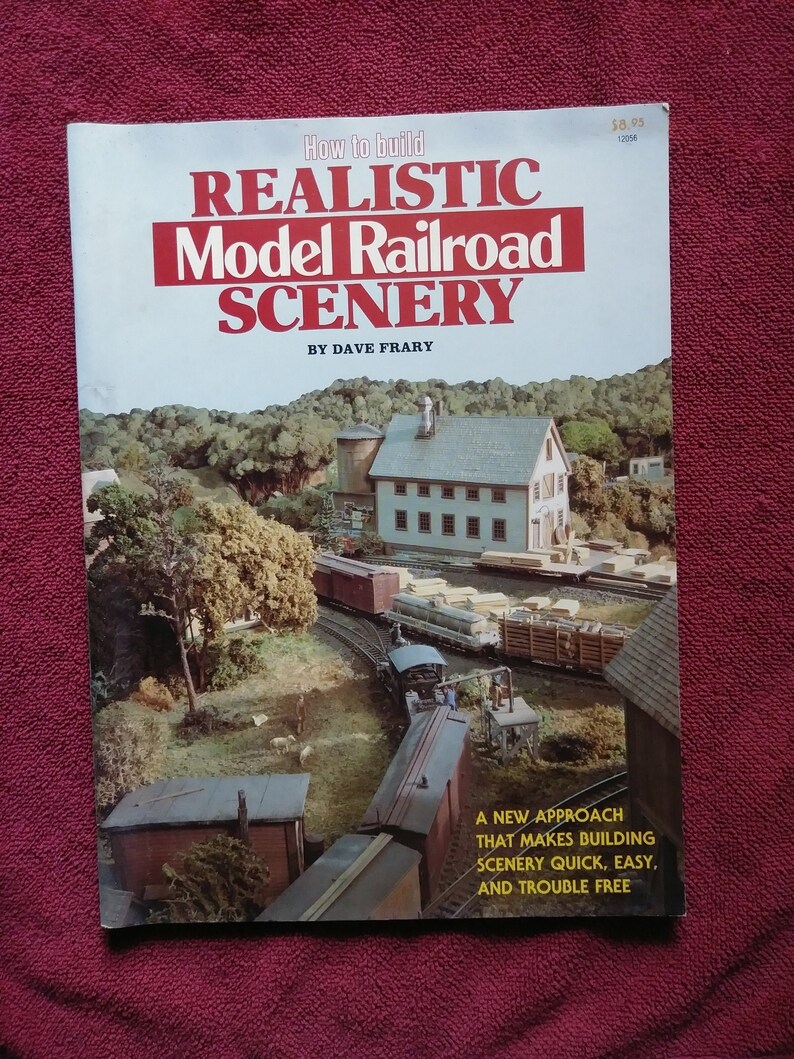 $8.95
12056
How to build
REALISTIC
Model Railroad
SCENERY
BY DAVE FRARY
A NEW APPROACH
THAT MAKES BUILDING
SCENERY QUICK, EASY,
AND TROUBLE FREE